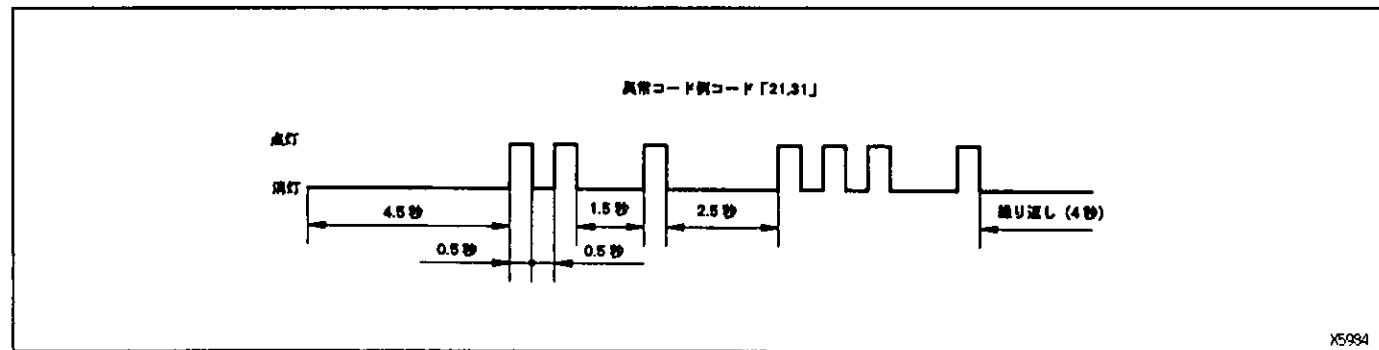 異常コード例コード「21,31」
点灯
消灯
4.5 秒
1.5 秒
2.5 秒
繰り返し (4 秒)
0.5 秒
0.5 秒
X5994